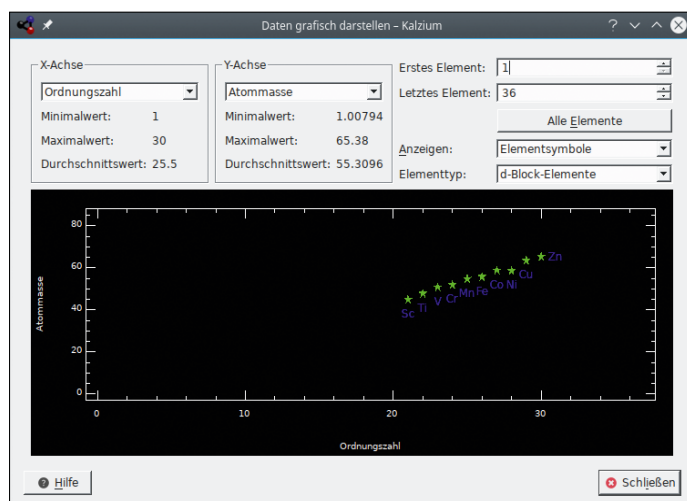 Daten grafisch darstellen – Kalzium
X-Achse
Ordnungszahl
Minimalwert: 1
Maximalwert: 30
Durchschnittswert: 25.5
Y-Achse
Atommasse
Minimalwert: 1.00794
Maximalwert: 65.38
Durchschnittswert: 55.3096
Erstes Element: 1
Letztes Element: 36
Alle Elemente
Anzeigen: Elementsymbole
Elementtyp: d-Block-Elemente
Atommasse
80
60
40
20
0
Sc Ti V Cr Mn Fe Co Ni Cu Zn
0 10 20 30
Ordnungszahl
Hilfe
Schließen